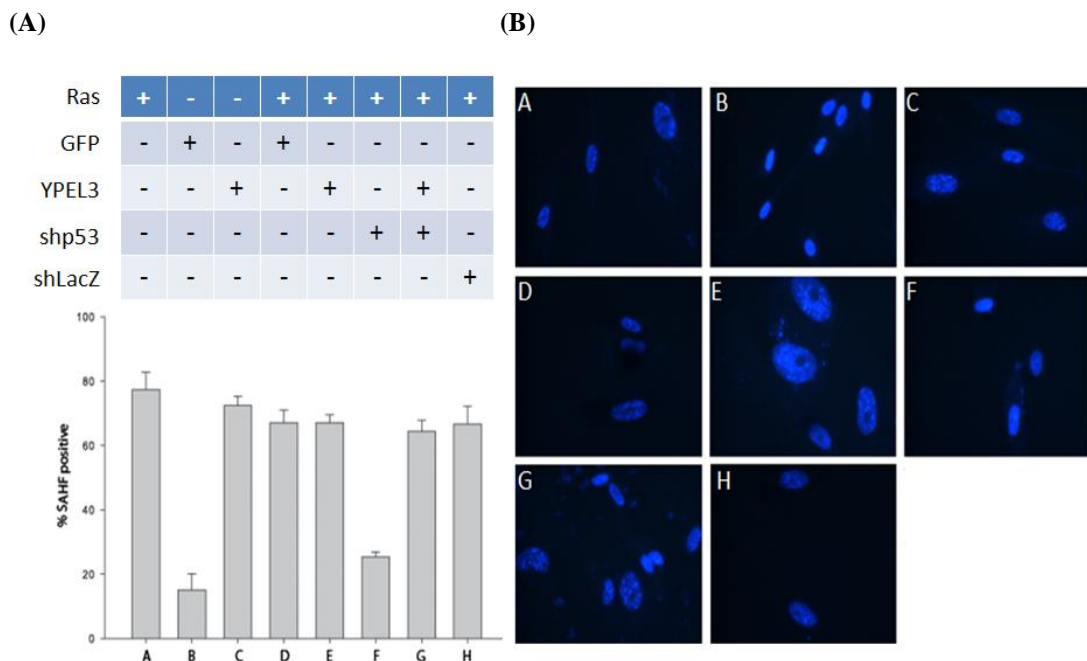 (A)
(B)
Ras + - - + + + + +
GFP - + - + - - - -
YPEL3 - - + - + - + -
shp53 - - - - - + + -
shLacZ - - - - - - - +
% SAHF positive
100
80
60
40
20
0
A B C D E F G H
A B C
D E F
G H